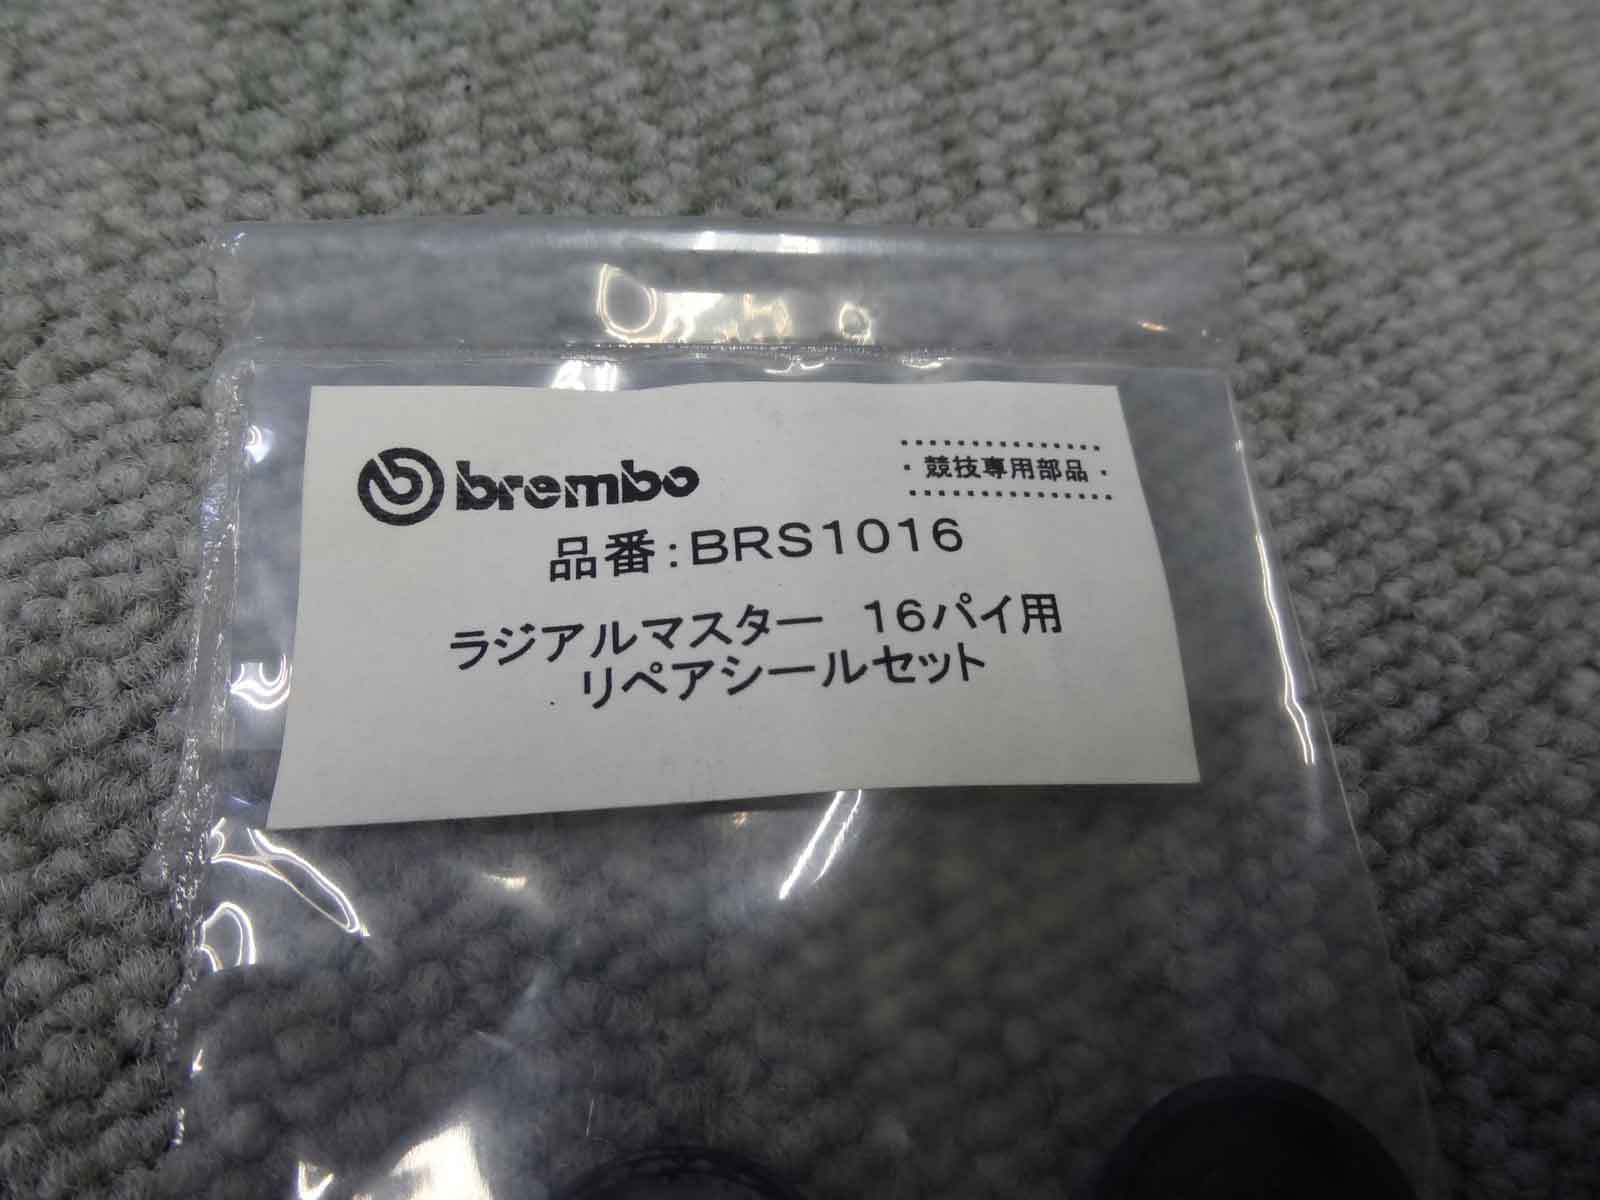 brembo
競技専用部品
品番:BRS1016
ラジアルマスター 16パイ用
リペアシールセット